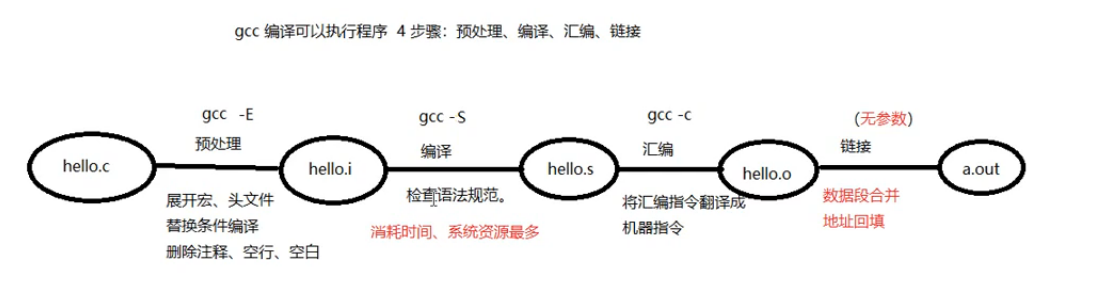 gcc 编译可以执行程序 4 步骤：预处理、编译、汇编、链接
gcc -E
gcc -S
gcc -c
(无参数)
预处理
编译
汇编
链接
hello.c
hello.i
hello.s
hello.o
a.out
展开宏、头文件
替换条件编译
删除注释、空行、空白
检查语法规范。
消耗时间、系统资源最多
将汇编指令翻译成
机器指令
数据段合并
地址回填